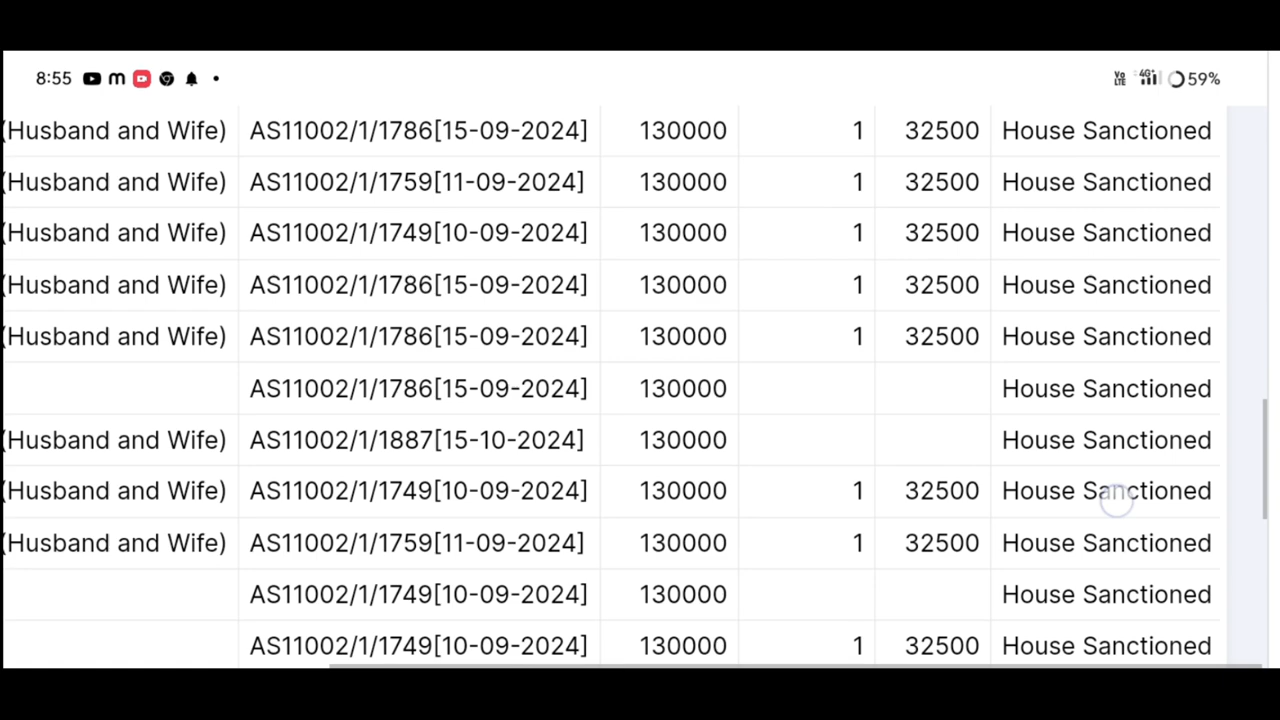 8:55 m Vo LTE 4G+ 59%
(Husband and Wife) AS11002/1/1786[15-09-2024] 130000 1 32500 House Sanctioned
(Husband and Wife) AS11002/1/1759[11-09-2024] 130000 1 32500 House Sanctioned
(Husband and Wife) AS11002/1/1749[10-09-2024] 130000 1 32500 House Sanctioned
(Husband and Wife) AS11002/1/1786[15-09-2024] 130000 1 32500 House Sanctioned
(Husband and Wife) AS11002/1/1786[15-09-2024] 130000 1 32500 House Sanctioned
AS11002/1/1786[15-09-2024] 130000 House Sanctioned
(Husband and Wife) AS11002/1/1887[15-10-2024] 130000 House Sanctioned
(Husband and Wife) AS11002/1/1749[10-09-2024] 130000 1 32500 House Sanctioned
(Husband and Wife) AS11002/1/1759[11-09-2024] 130000 1 32500 House Sanctioned
AS11002/1/1749[10-09-2024] 130000 House Sanctioned
AS11002/1/1749[10-09-2024] 130000 1 32500 House Sanctioned